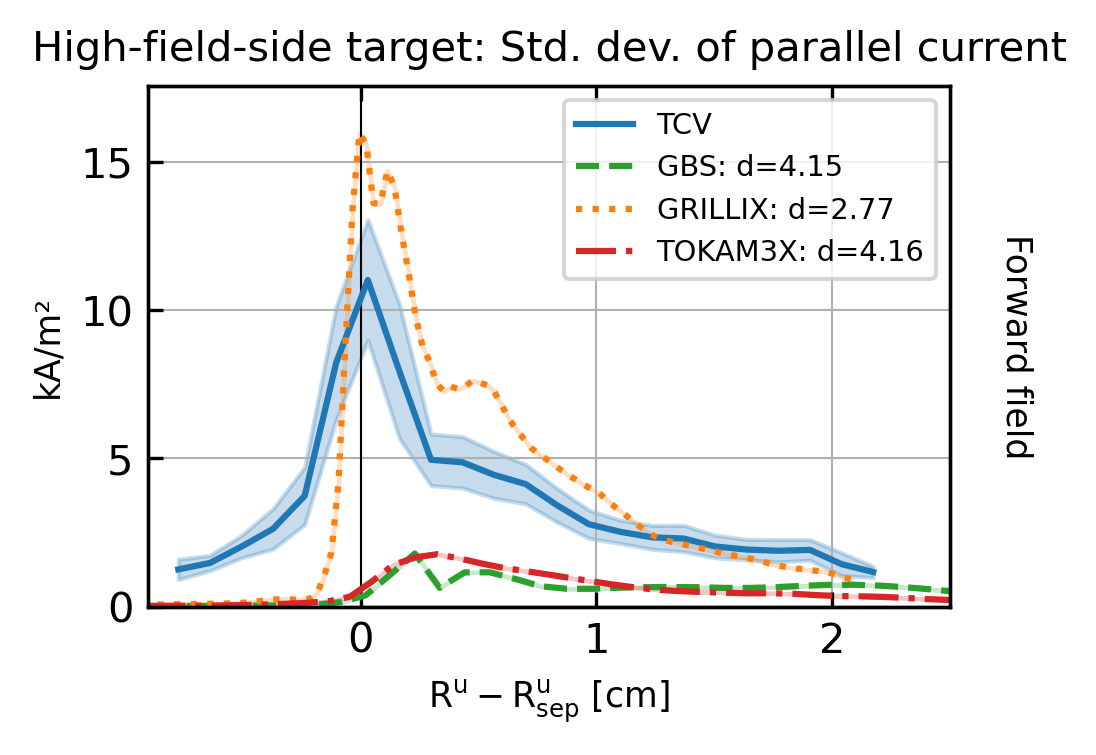 High-field-side target: Std. dev. of parallel current
TCV
GBS: d=4.15
GRILLIX: d=2.77
TOKAM3X: d=4.16
15
10
5
0
kA/m²
Forward field
0 1 2
Rᵘ − Rᵘsep [cm]